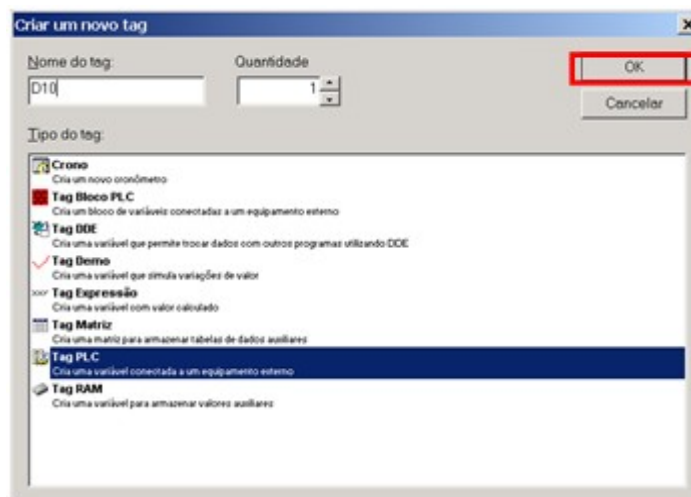 Criar um novo tag
Nome do tag:
Quantidade
OK
D10
1
Cancelar
Tipo do tag:
Crono
Cria um novo cronômetro
Tag Bloco PLC
Cria um bloco de variáveis conectadas a um equipamento externo
Tag DDE
Cria uma variável que permite trocar dados com outros programas utilizando DDE
Tag Demo
Cria uma variável que simula variações de valor
Tag Expressão
Cria uma variável com valor calculado
Tag Matriz
Cria uma matriz para armazenar tabelas de dados auxiliares
Tag PLC
Cria uma variável conectada a um equipamento externo
Tag RAM
Cria uma variável para armazenar valores auxiliares